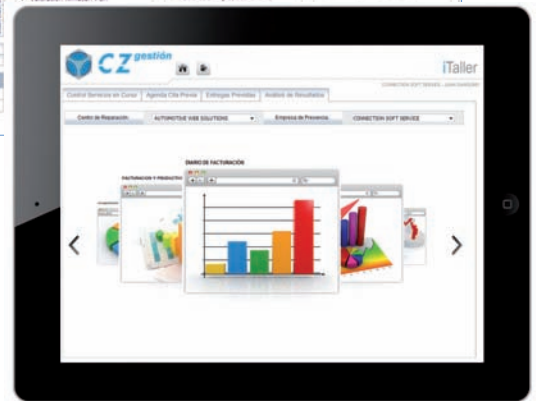 CZ gestión
iTaller
CONNECTION SOFT SERVICE
Control Servicios en Curso
Agenda Cita Previa
Entregas Previstas
Análisis de Resultados
Centro de Reparación:
AUTOMOTIVE WEB SOLUTIONS
Empresa de Provincia:
CONNECTION SOFT SERVICE
DIARIO DE FACTURACIÓN
FACTURACION Y PRODUCTIV